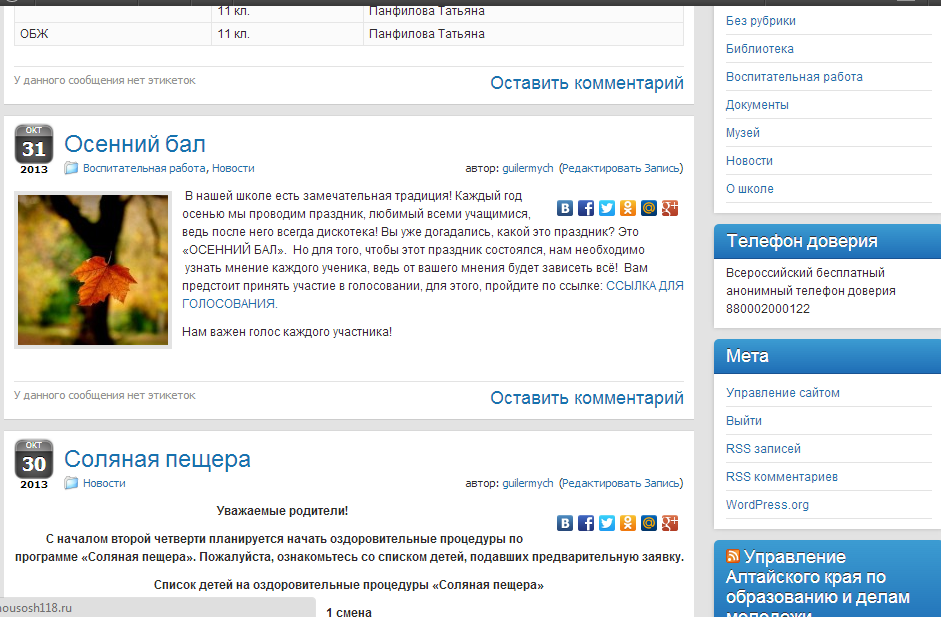 11 кл.
Панфилова Татьяна
ОБЖ
11 кл.
Панфилова Татьяна
У данного сообщения нет этикеток
Оставить комментарий
ОКТ
31
2013
Осенний бал
Воспитательная работа, Новости
автор: guilermych (Редактировать Запись)
В нашей школе есть замечательная традиция! Каждый год
осенью мы проводим праздник, любимый всеми учащимися,
ведь после него всегда дискотека! Вы уже догадались, какой это праздник? Это
«ОСЕННИЙ БАЛ». Но для того, чтобы этот праздник состоялся, нам необходимо
узнать мнение каждого ученика, ведь от вашего мнения будет зависеть всё! Вам
предстоит принять участие в голосовании, для этого, пройдите по ссылке: ССЫЛКА ДЛЯ
ГОЛОСОВАНИЯ.
Нам важен голос каждого участника!
У данного сообщения нет этикеток
Оставить комментарий
ОКТ
30
2013
Соляная пещера
Новости
автор: guilermych (Редактировать Запись)
Уважаемые родители!
С началом второй четверти планируется начать оздоровительные процедуры по
программе «Соляная пещера». Пожалуйста, ознакомьтесь со списком детей, подавших предварительную заявку.
Список детей на оздоровительные процедуры «Соляная пещера»
1 смена
ousosh118.ru
Без рубрики
Библиотека
Воспитательная работа
Документы
Музей
Новости
О школе
Телефон доверия
Всероссийский бесплатный
анонимный телефон доверия
880002000122
Мета
Управление сайтом
Выйти
RSS записей
RSS комментариев
WordPress.org
Управление
Алтайского края по
образованию и делам
молодежи